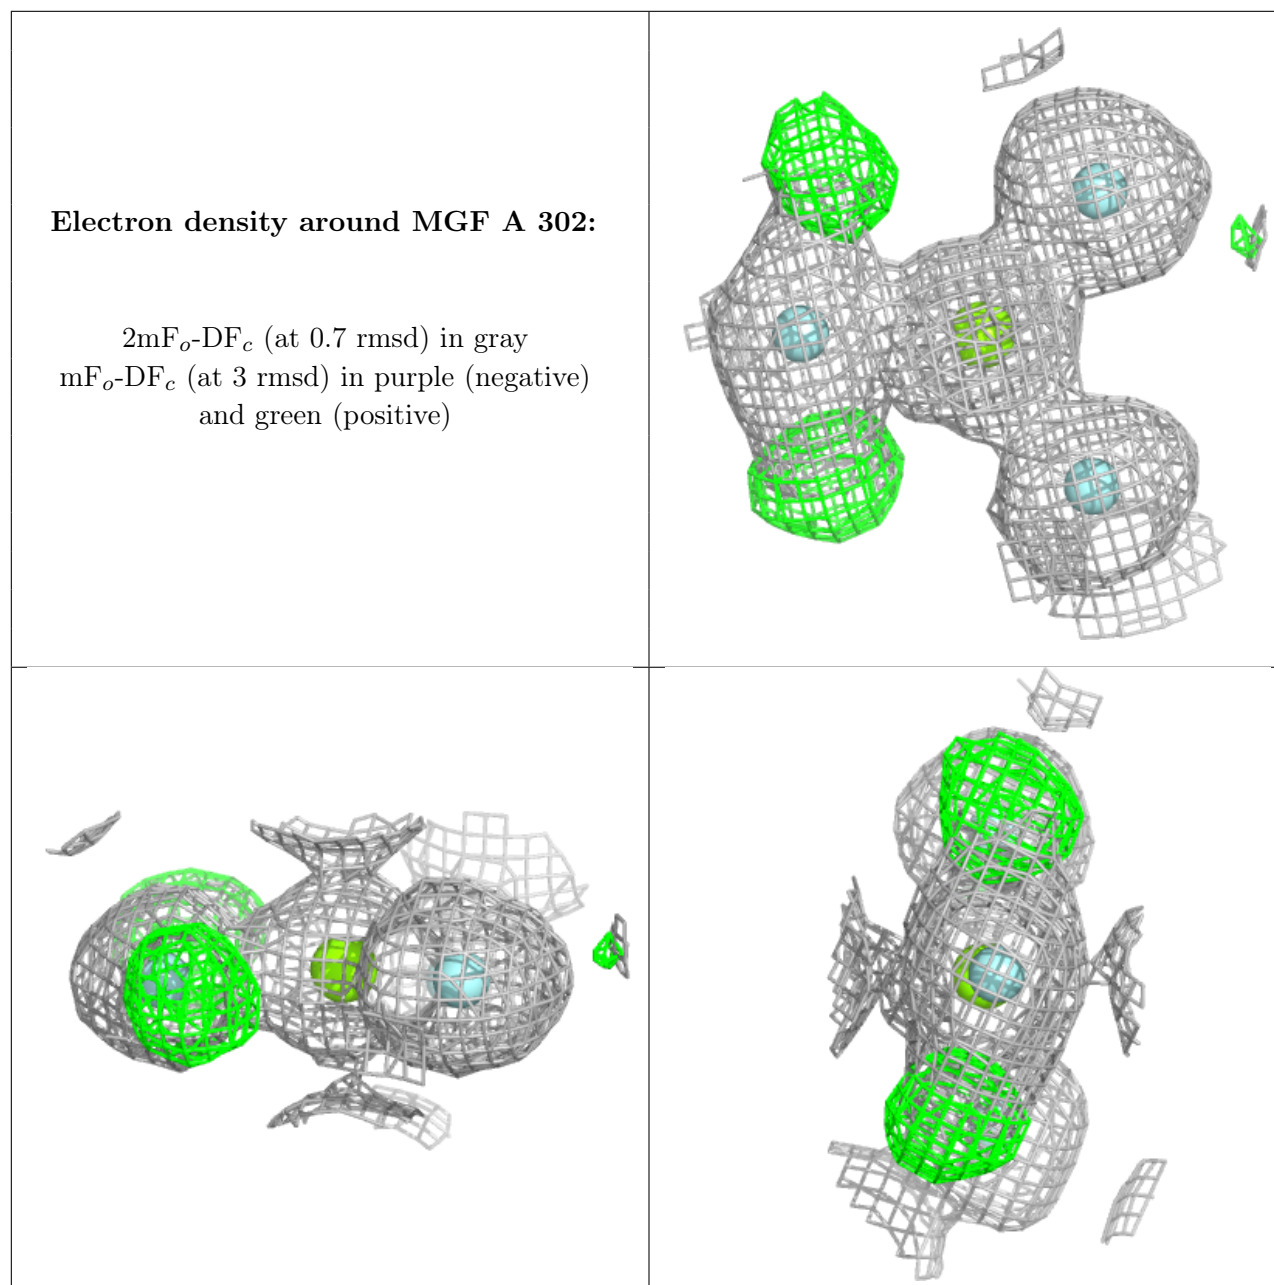 Electron density around MGF A 302:
2mFₒ-DF𝒸 (at 0.7 rmsd) in gray
mFₒ-DF𝒸 (at 3 rmsd) in purple (negative)
and green (positive)